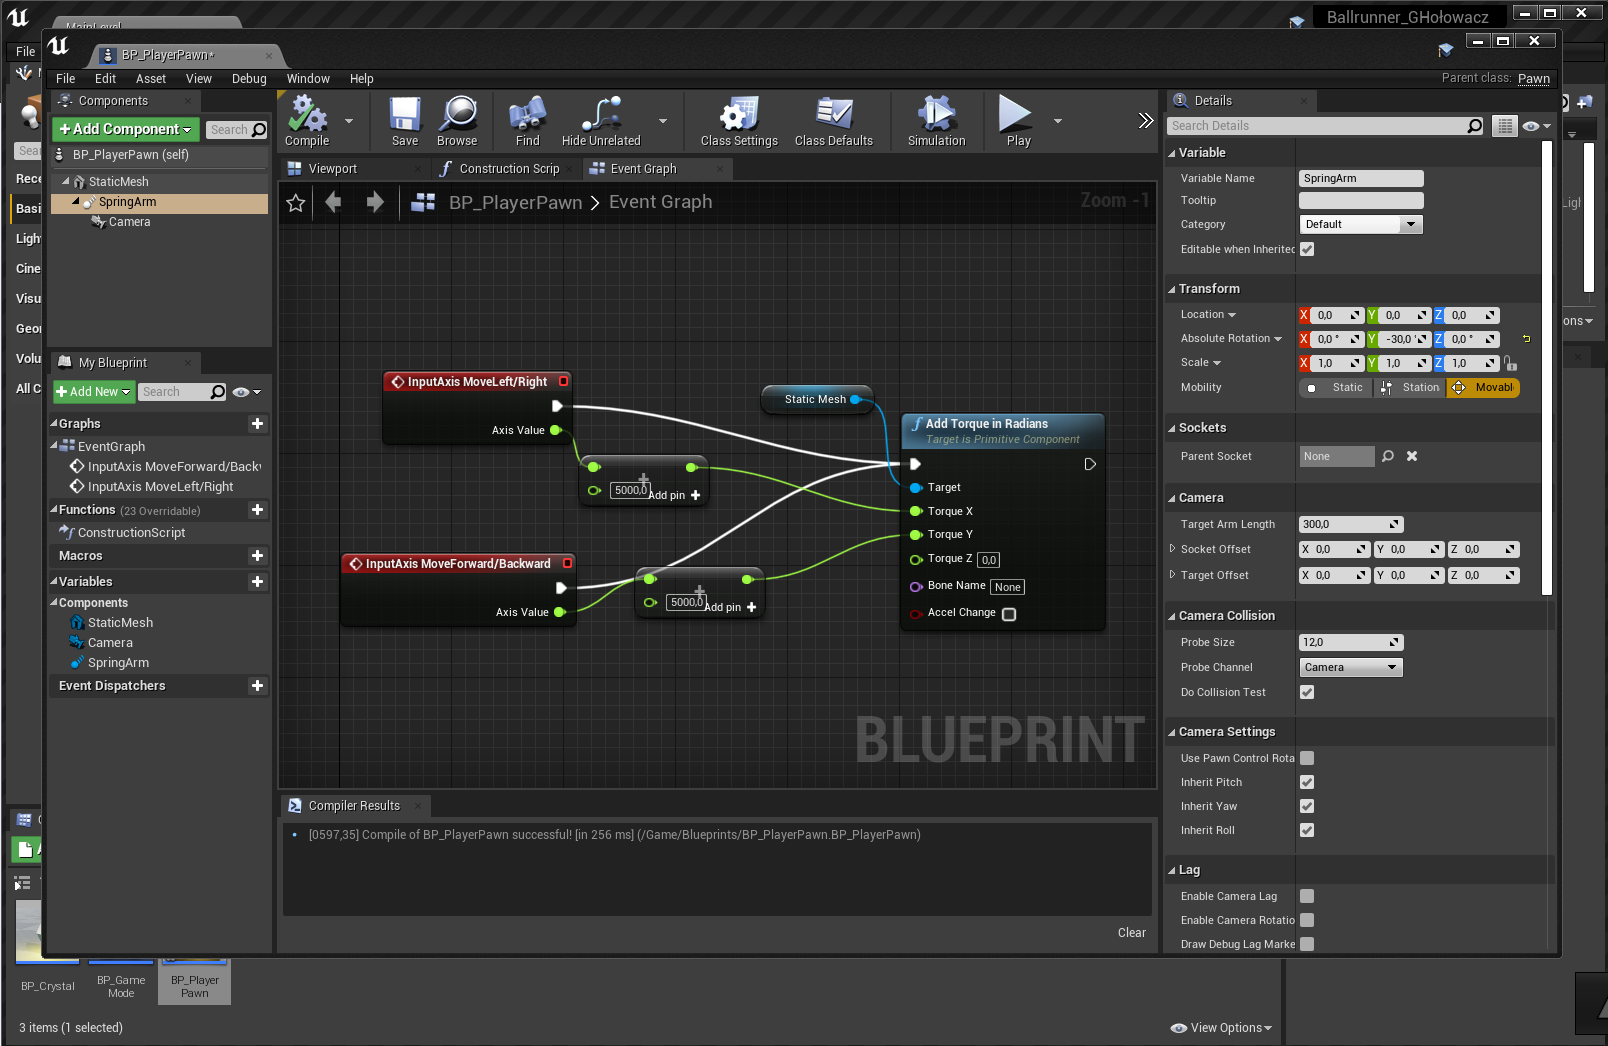 MainLevel
Ballrunner_GHołowacz
File
BP_PlayerPawn*
File Edit Asset View Debug Window Help
Parent class: Pawn
Components
+Add Component
Search
BP_PlayerPawn (self)
StaticMesh
SpringArm
Camera
Compile
Save
Browse
Find
Hide Unrelated
Class Settings
Class Defaults
Simulation
Play
Viewport
Construction Scrip
Event Graph
BP_PlayerPawn > Event Graph
Zoom -1
My Blueprint
+Add New
Search
Graphs
EventGraph
InputAxis MoveForward/Backv
InputAxis MoveLeft/Right
Functions (23 Overridable)
ConstructionScript
Macros
Variables
Components
StaticMesh
Camera
SpringArm
Event Dispatchers
InputAxis MoveLeft/Right
Axis Value
5000,0
Add pin +
InputAxis MoveForward/Backward
Axis Value
5000,0
Add pin +
Static Mesh
Add Torque in Radians
Target is Primitive Component
Target
Torque X
Torque Y
Torque Z 0,0
Bone Name None
Accel Change
BLUEPRINT
Compiler Results
[0597,35] Compile of BP_PlayerPawn successful! [in 256 ms] (/Game/Blueprints/BP_PlayerPawn.BP_PlayerPawn)
Clear
Details
Search Details
Variable
Variable Name SpringArm
Tooltip
Category Default
Editable when Inherited
Transform
Location X 0,0 Y 0,0 Z 0,0
Absolute Rotation X 0,0 ° Y -30,0 ° Z 0,0 °
Scale X 1,0 Y 1,0 Z 1,0
Mobility Static Station Movabl
Sockets
Parent Socket None
Camera
Target Arm Length 300,0
Socket Offset X 0,0 Y 0,0 Z 0,0
Target Offset X 0,0 Y 0,0 Z 0,0
Camera Collision
Probe Size 12,0
Probe Channel Camera
Do Collision Test
Camera Settings
Use Pawn Control Rota
Inherit Pitch
Inherit Yaw
Inherit Roll
Lag
Enable Camera Lag
Enable Camera Rotatio
Draw Debug Lag Marke
Sear
Rece
Basi
Light
Cine
Visu
Geor
Volu
All C
BP_Crystal
BP_Game
Mode
BP_Player
Pawn
3 items (1 selected)
View Options